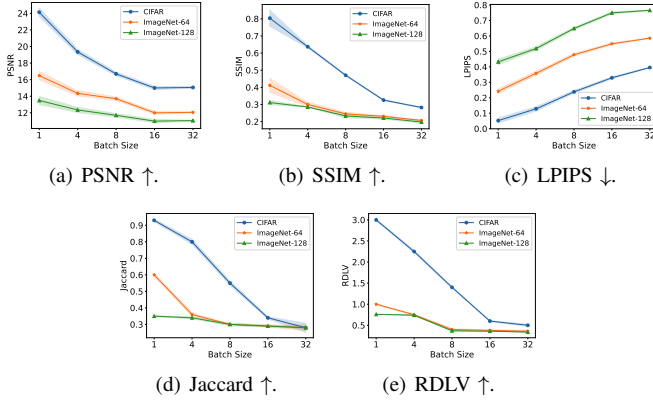 24
22
20
18
16
14
12
PSNR
1 4 8 16 32
Batch Size
CIFAR
ImageNet-64
ImageNet-128
(a) PSNR ↑.
0.8
0.7
0.6
0.5
0.4
0.3
0.2
SSIM
1 4 8 16 32
Batch Size
CIFAR
ImageNet-64
ImageNet-128
(b) SSIM ↑.
0.8
0.7
0.6
0.5
0.4
0.3
0.2
0.1
0.0
LPIPS
1 4 8 16 32
Batch Size
CIFAR
ImageNet-64
ImageNet-128
(c) LPIPS ↓.
0.9
0.8
0.7
0.6
0.5
0.4
0.3
Jaccard
1 4 8 16 32
Batch Size
CIFAR
ImageNet-64
ImageNet-128
(d) Jaccard ↑.
3.0
2.5
2.0
1.5
1.0
0.5
RDLV
1 4 8 16 32
Batch Size
CIFAR
ImageNet-64
ImageNet-128
(e) RDLV ↑.